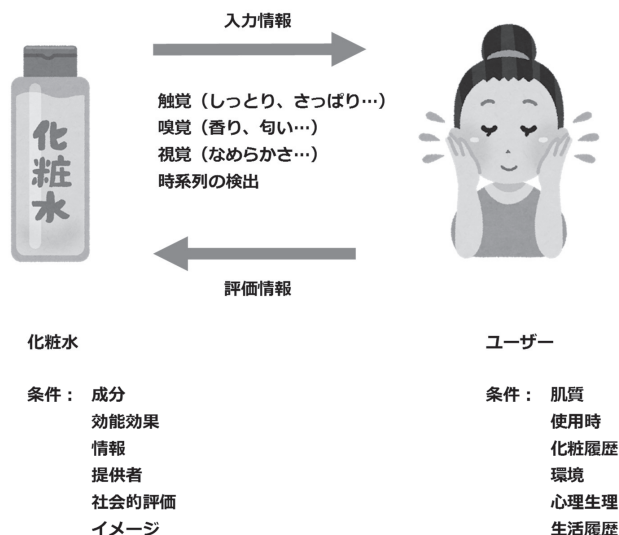 入力情報
化粧水
触覚（しっとり、さっぱり…）
嗅覚（香り、匂い…）
視覚（なめらかさ…）
時系列の検出
評価情報
化粧水
条件： 成分
効能効果
情報
提供者
社会的評価
イメージ
ユーザー
条件： 肌質
使用時
化粧履歴
環境
心理生理
生活履歴